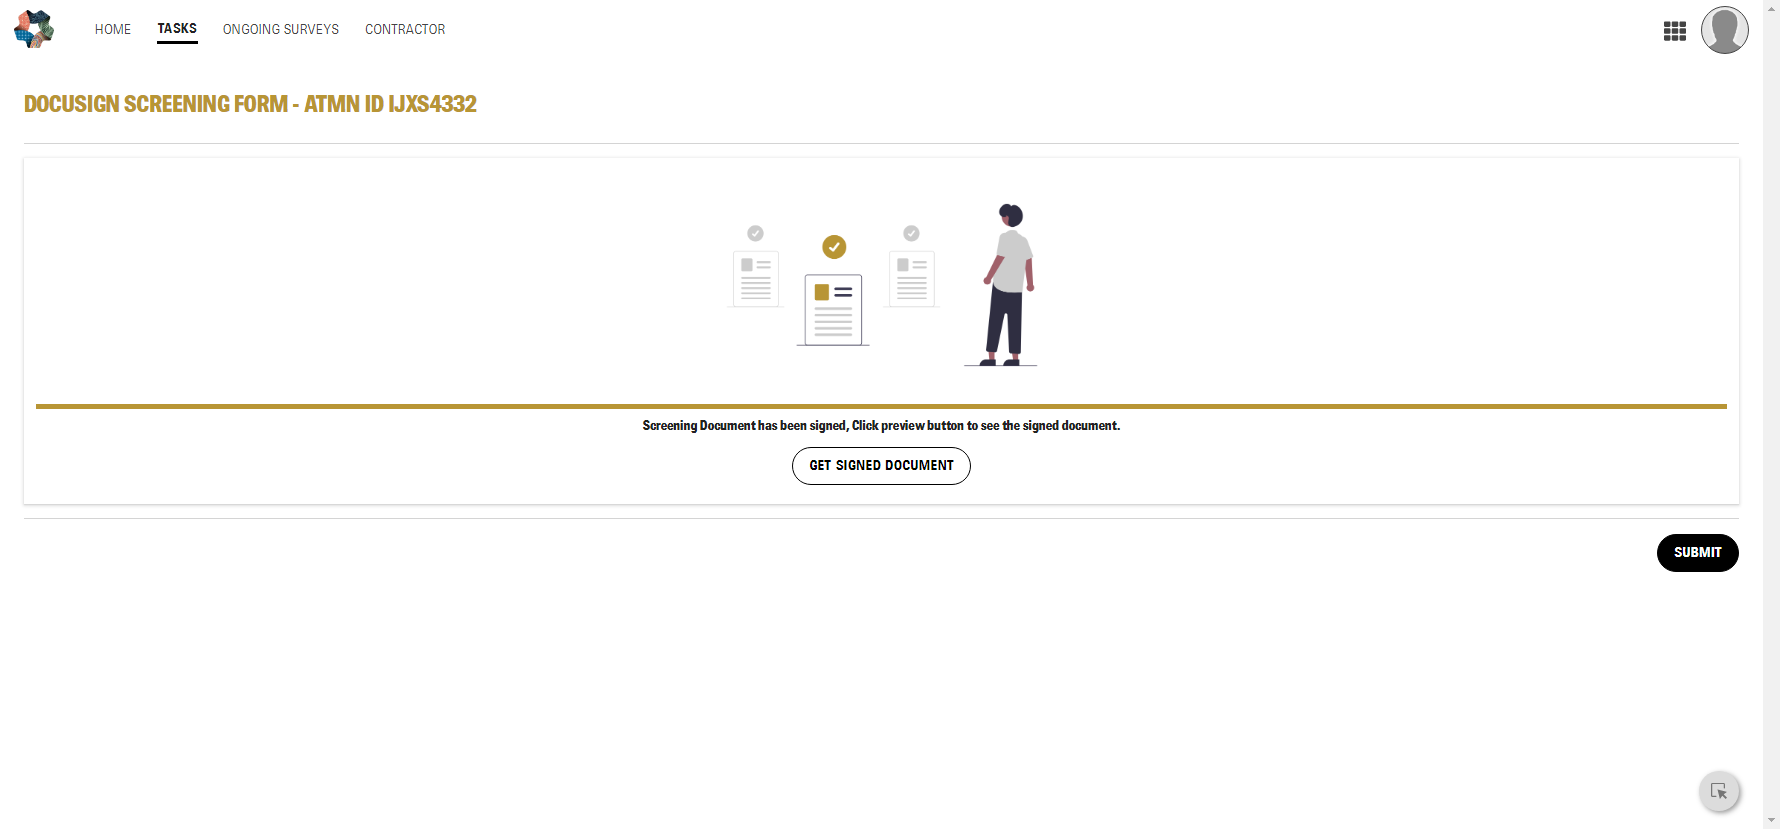 HOME
TASKS
ONGOING SURVEYS
CONTRACTOR
DOCUSIGN SCREENING FORM - ATMN ID IJXS4332
Screening Document has been signed, Click preview button to see the signed document.
GET SIGNED DOCUMENT
SUBMIT